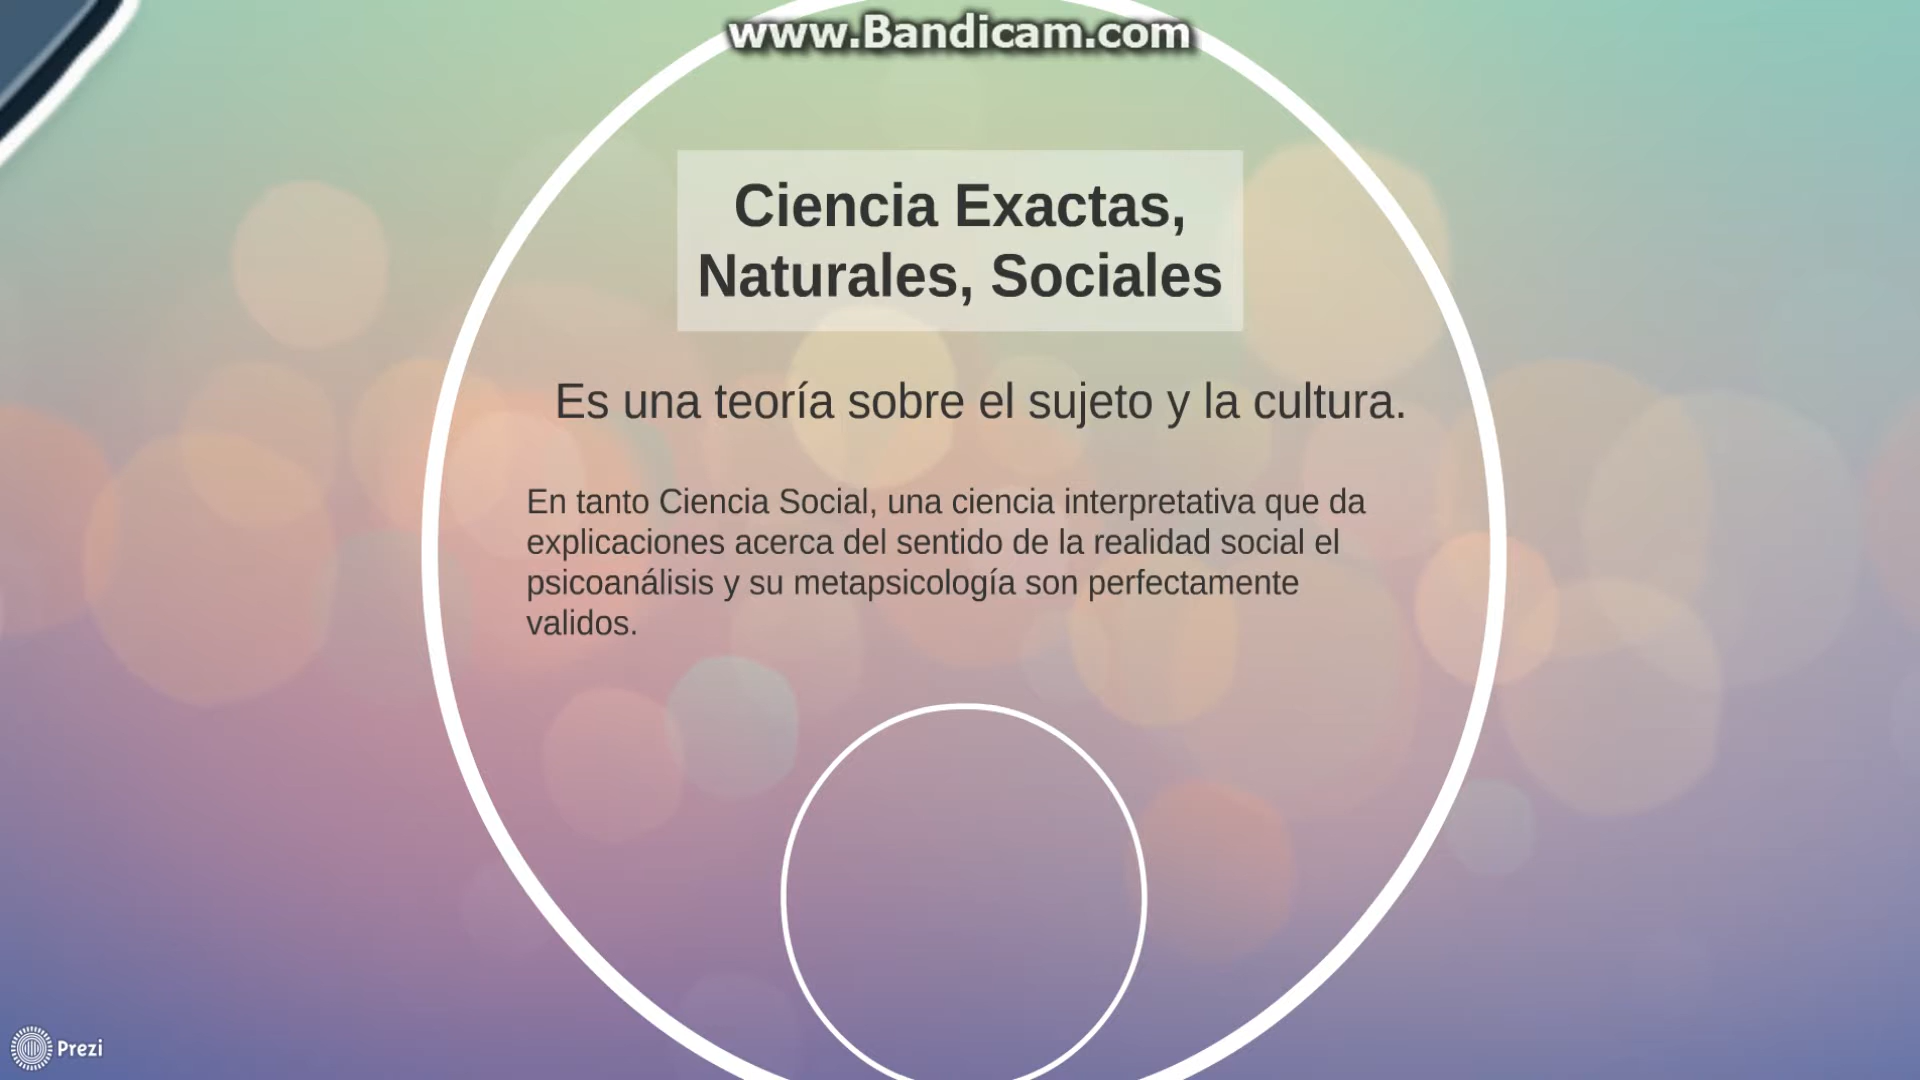 www.Bandicam.com
Ciencia Exactas,
Naturales, Sociales
Es una teoría sobre el sujeto y la cultura.
En tanto Ciencia Social, una ciencia interpretativa que da
explicaciones acerca del sentido de la realidad social el
psicoanálisis y su metapsicología son perfectamente
validos.
Prezi